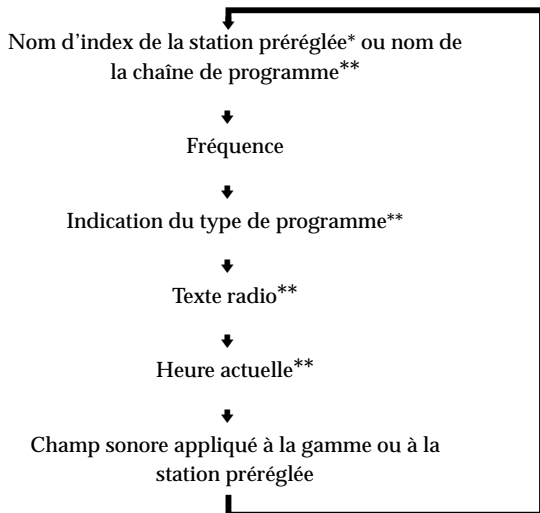 Nom d'index de la station préréglée* ou nom de
la chaîne de programme**
Fréquence
Indication du type de programme**
Texte radio**
Heure actuelle**
Champ sonore appliqué à la gamme ou à la
station préréglée